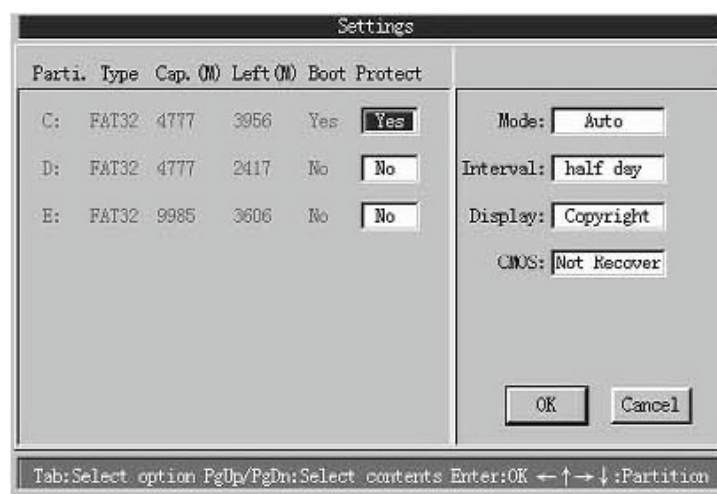 Settings
Parti. Type Cap.(M) Left(M) Boot Protect
C: FAT32 4777 3956 Yes Yes
D: FAT32 4777 2417 No No
E: FAT32 9985 3606 No No
Mode: Auto
Interval: half day
Display: Copyright
CMOS: Not Recover
OK Cancel
Tab:Select option PgUp/PgDn:Select contents Enter:OK ←↑→↓:Partition